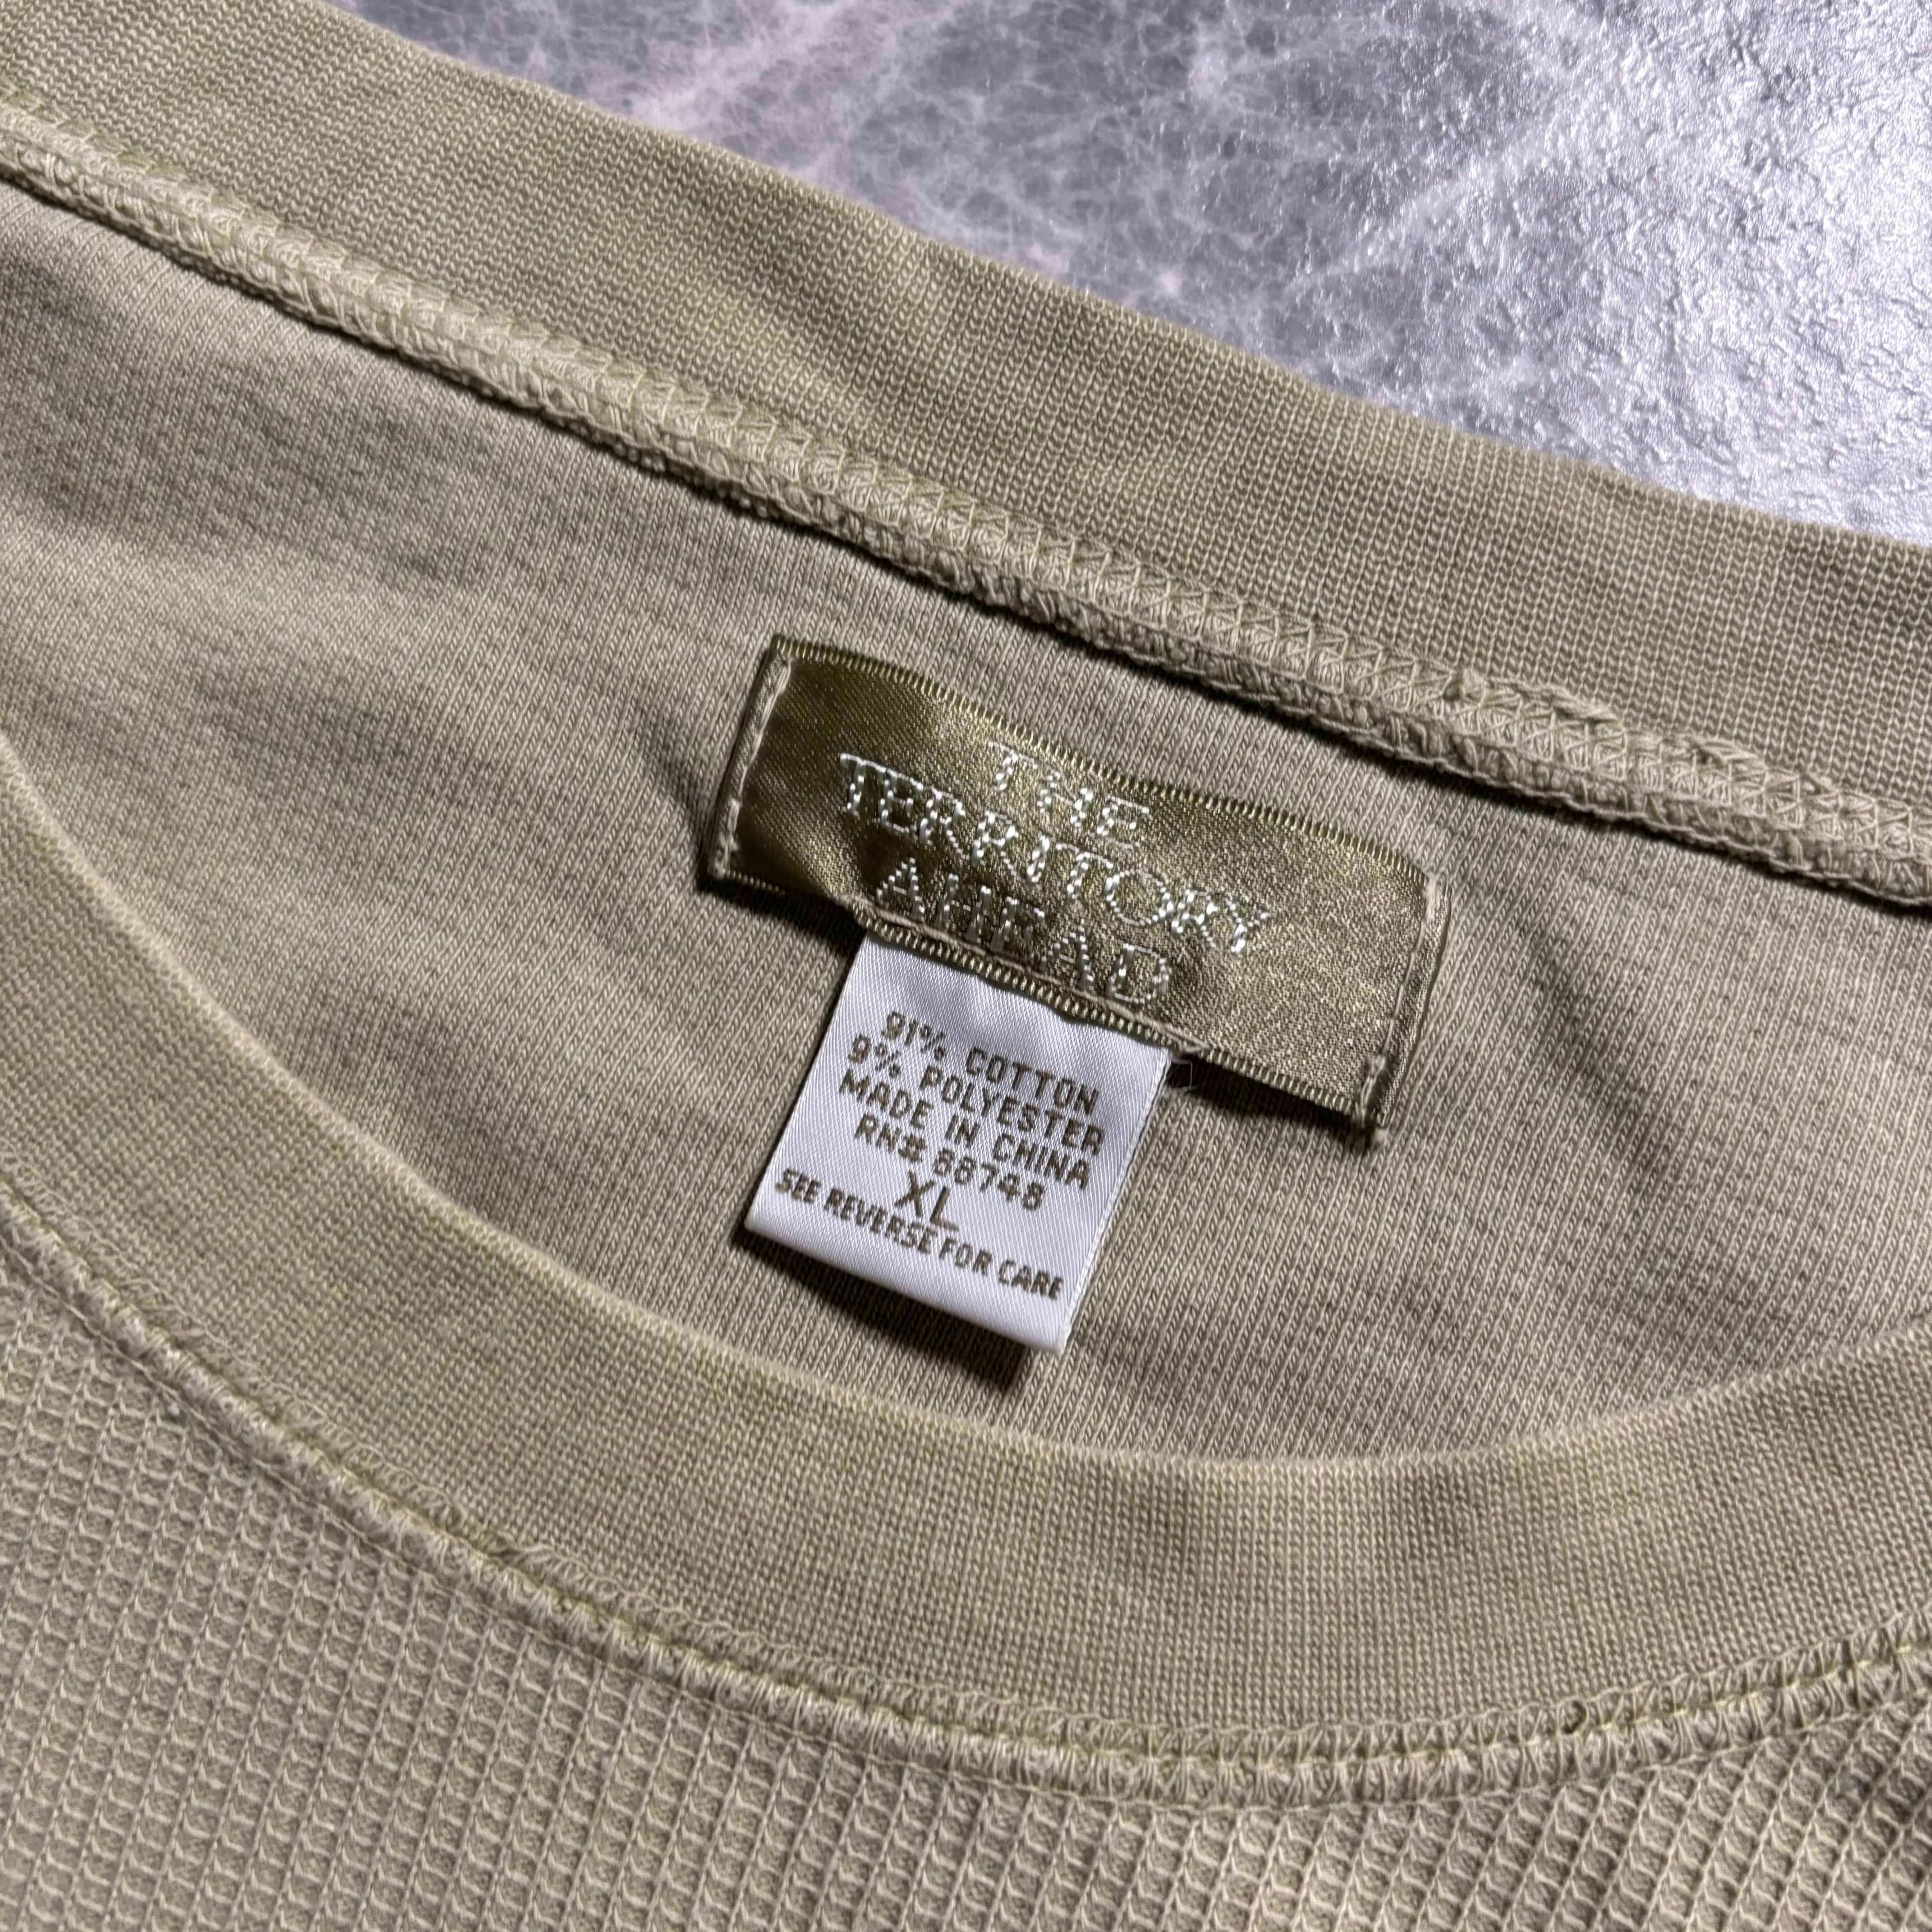 THE
TERRITORY
AHEAD
91% COTTON
9% POLYESTER
MADE IN CHINA
RN# 88748
XL
SEE REVERSE FOR CARE